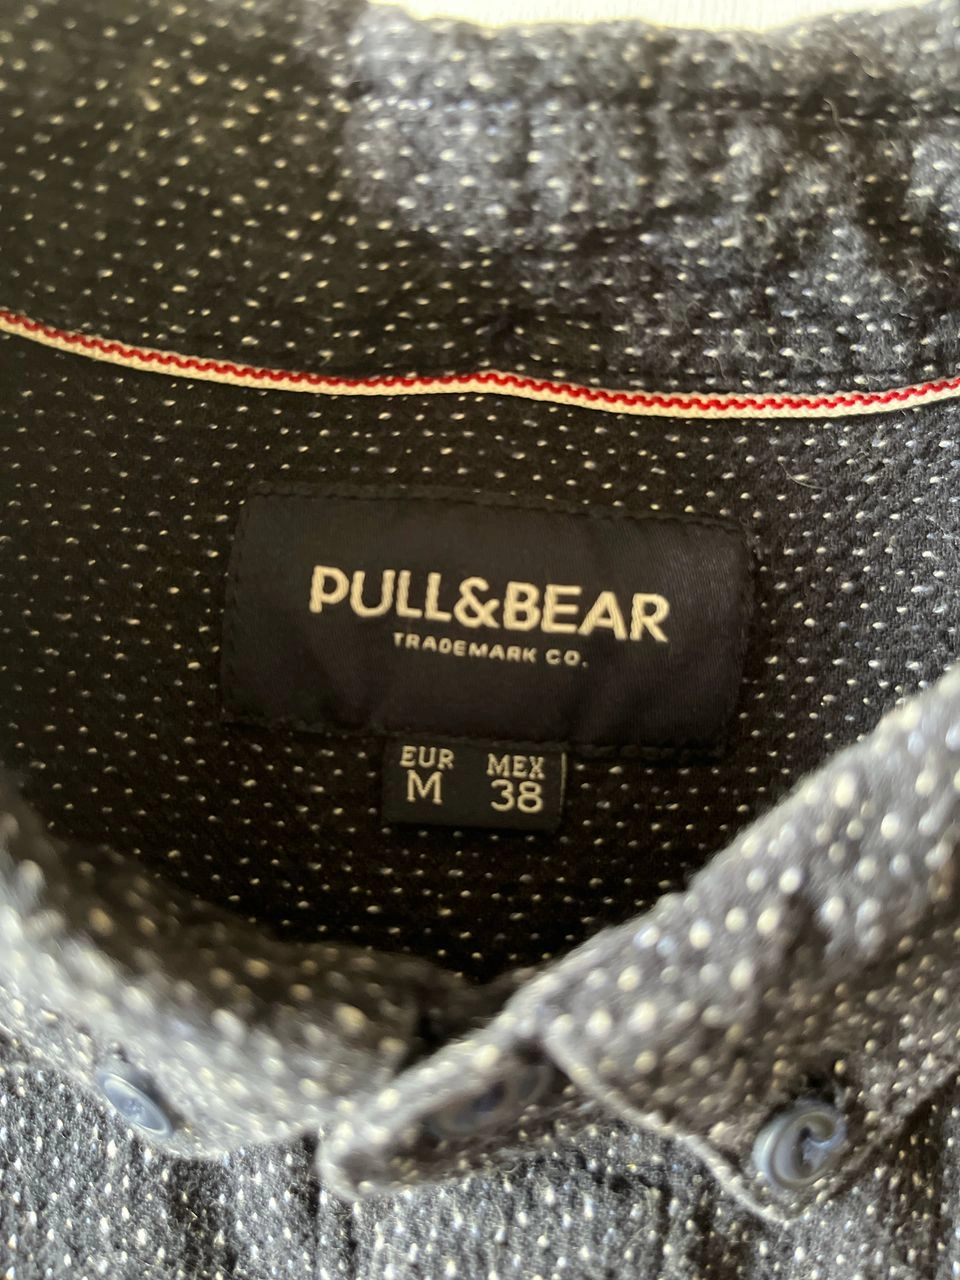 PULL&BEAR
TRADEMARK CO.
EUR MEX
M 38